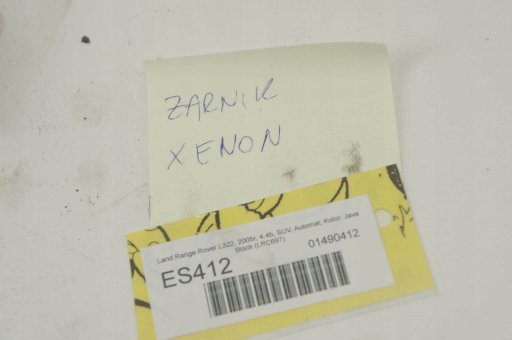 ZARNIK
XENON
Land Range Rover L322, 2005r, 4.4b, SUV, Automat, Kolor: Java
Black (LRC697)
ES412
01490412